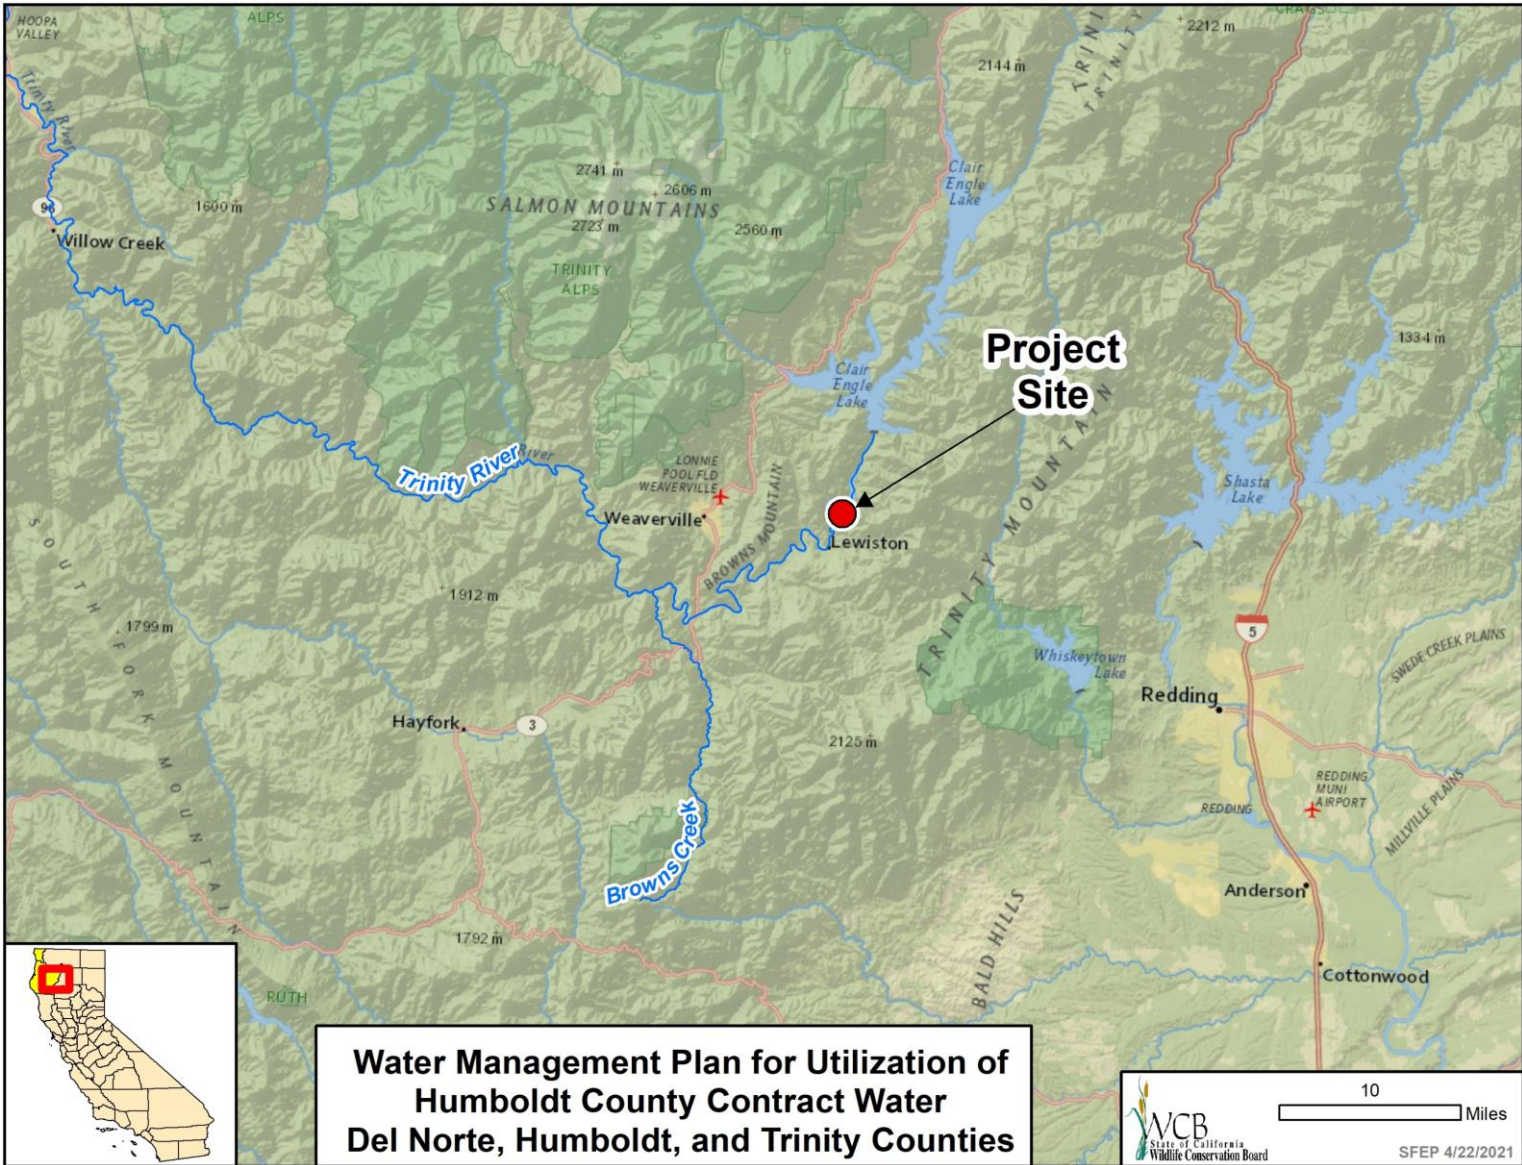 HOOPA
VALLEY
ALPS
2212 m
2144 m
TRINITY
Trinity River
Clair
Engle
Lake
2741 m
2606 m
SALMON MOUNTAINS
2723 m
2560 m
1600 m
96
Willow Creek
TRINITY
ALPS
1334 m
Project
Site
Clair
Engle
Lake
Trinity River
River
LONNIE
POOL FLD
WEAVERVILLE
Weaverville
BROWNS MOUNTAIN
Lewiston
TRINITY MOUNTAIN
Shasta
Lake
SOUTH FORK MOUNTAIN
1912 m
1799 m
5
SWEDE CREEK PLAINS
Whiskeytown
Lake
Redding
Hayfork
3
2125 m
REDDING
MUNI
AIRPORT
REDDING
MILLVILLE PLAINS
Browns Creek
Anderson
BALD HILLS
1792 m
Cottonwood
RUTH
Water Management Plan for Utilization of
Humboldt County Contract Water
Del Norte, Humboldt, and Trinity Counties
WCB
State of California
Wildlife Conservation Board
10
Miles
SFEP 4/22/2021